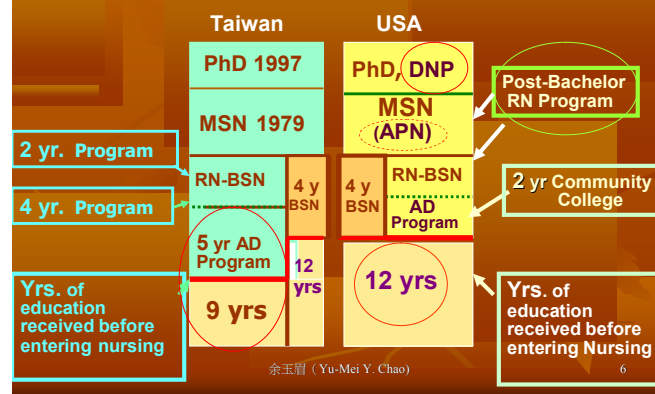 Taiwan
USA
PhD 1997
PhD, DNP
MSN 1979
MSN
(APN)
Post-Bachelor
RN Program
2 yr. Program
4 yr. Program
RN-BSN
4 y
BSN
5 yr AD
Program
12
yrs
9 yrs
4 y
BSN
RN-BSN
AD
Program
12 yrs
2 yr Community
College
Yrs. of
education
received before
entering nursing
Yrs. of
education
received before
entering Nursing
余玉眉（Yu-Mei Y. Chao)
6